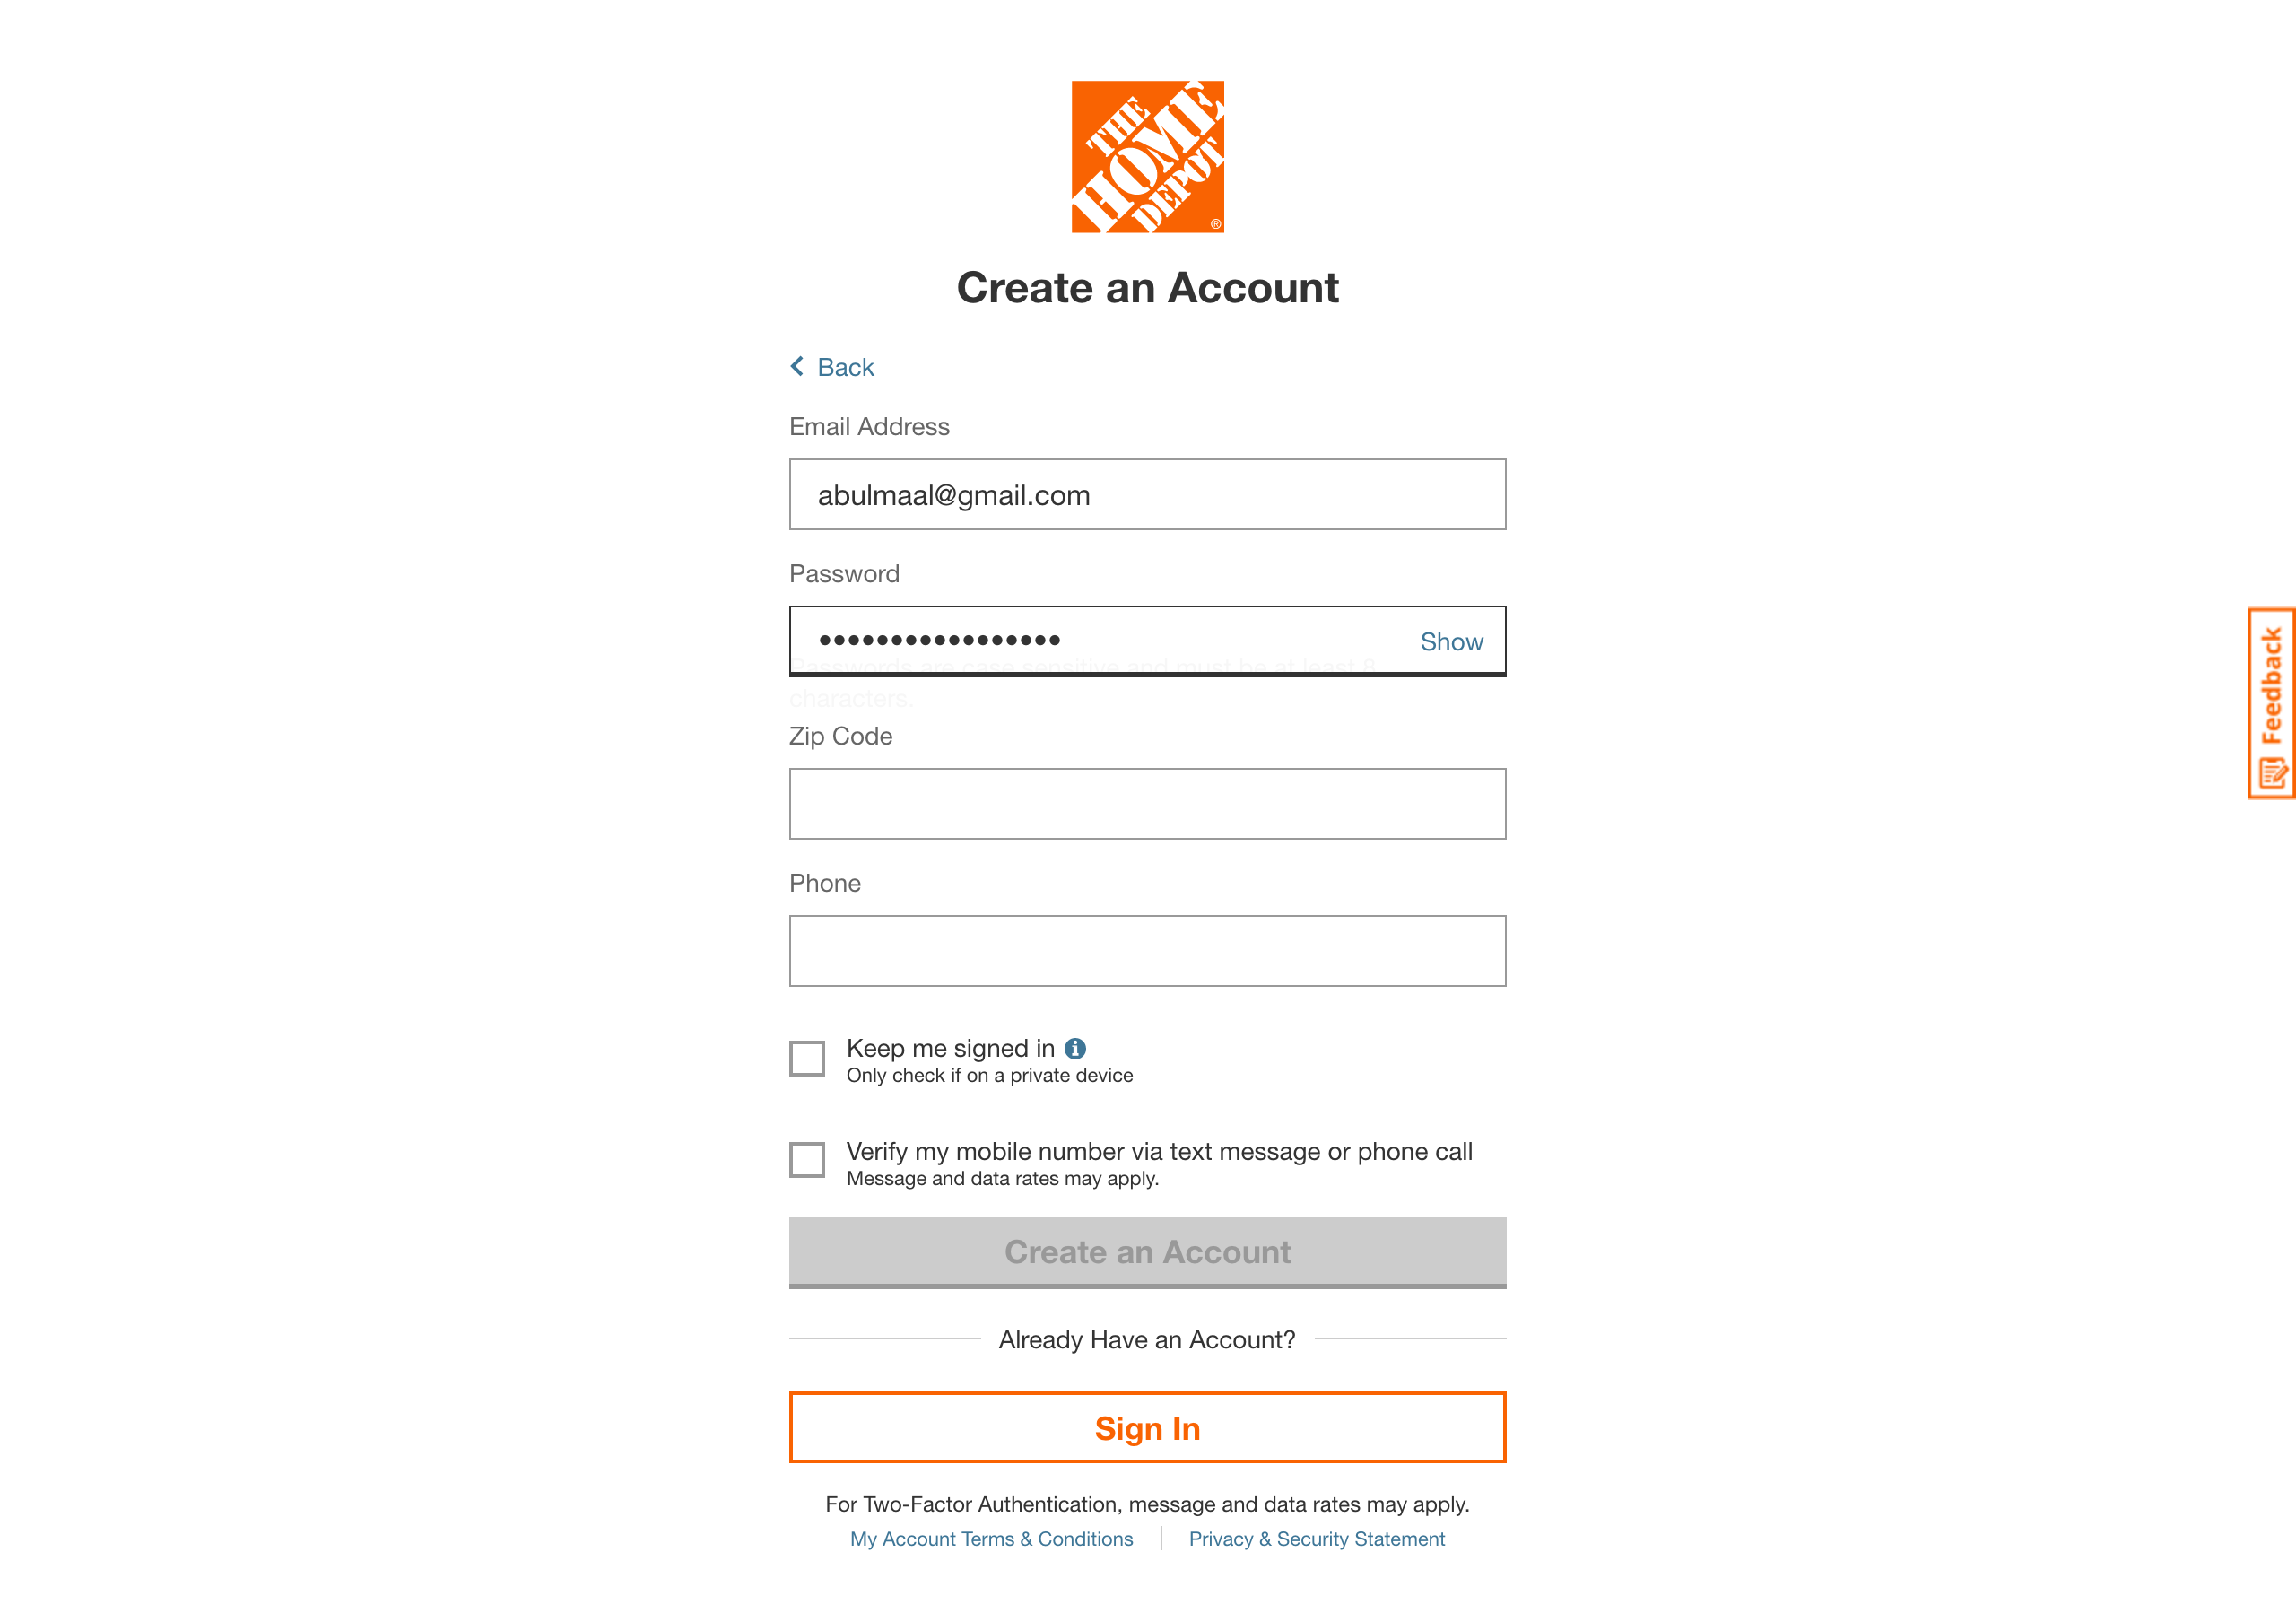 THE
HOME
DEPOT
®
Create an Account
Back
Email Address
abulmaal@gmail.com
Password
•••••••••••••••••
Show
Passwords are case sensitive and must be at least 8
characters.
Zip Code
Phone
Keep me signed in
Only check if on a private device
Verify my mobile number via text message or phone call
Message and data rates may apply.
Create an Account
Already Have an Account?
Sign In
For Two-Factor Authentication, message and data rates may apply.
My Account Terms & Conditions
Privacy & Security Statement
Feedback